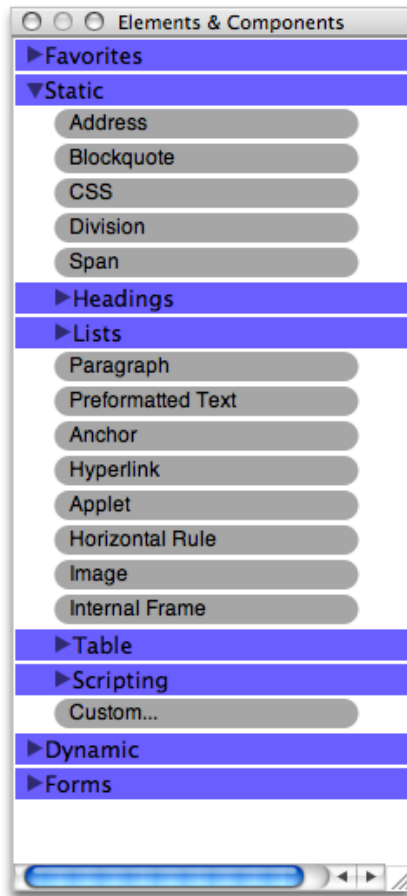 Elements & Components
Favorites
Static
Address
Blockquote
CSS
Division
Span
Headings
Lists
Paragraph
Preformatted Text
Anchor
Hyperlink
Applet
Horizontal Rule
Image
Internal Frame
Table
Scripting
Custom...
Dynamic
Forms